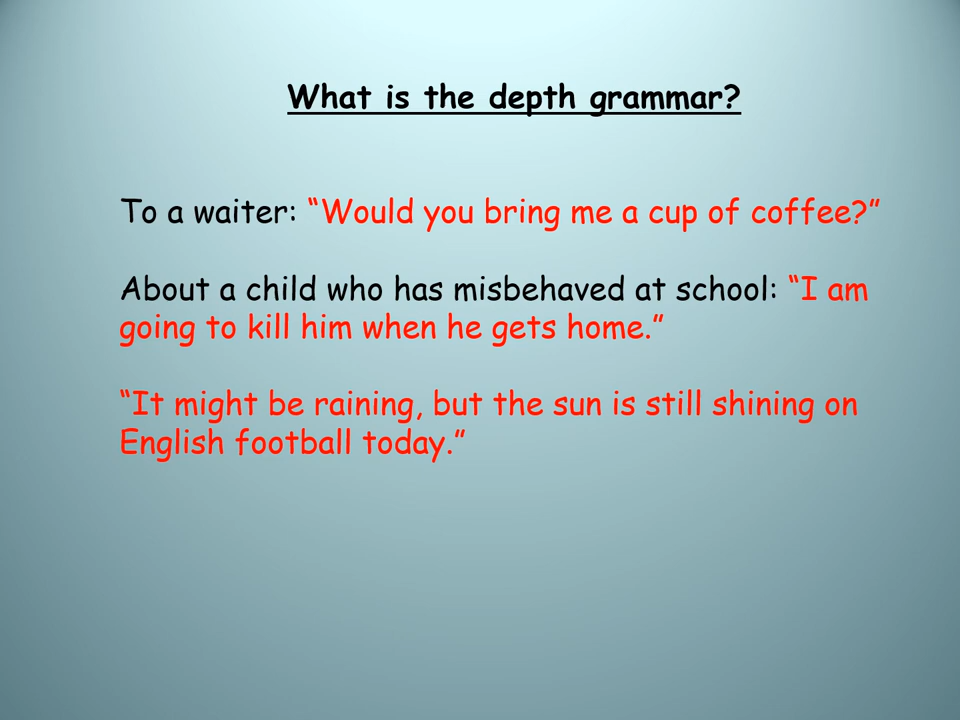 What is the depth grammar?
To a waiter: “Would you bring me a cup of coffee?”
About a child who has misbehaved at school: “I am
going to kill him when he gets home.”
“It might be raining, but the sun is still shining on
English football today.”